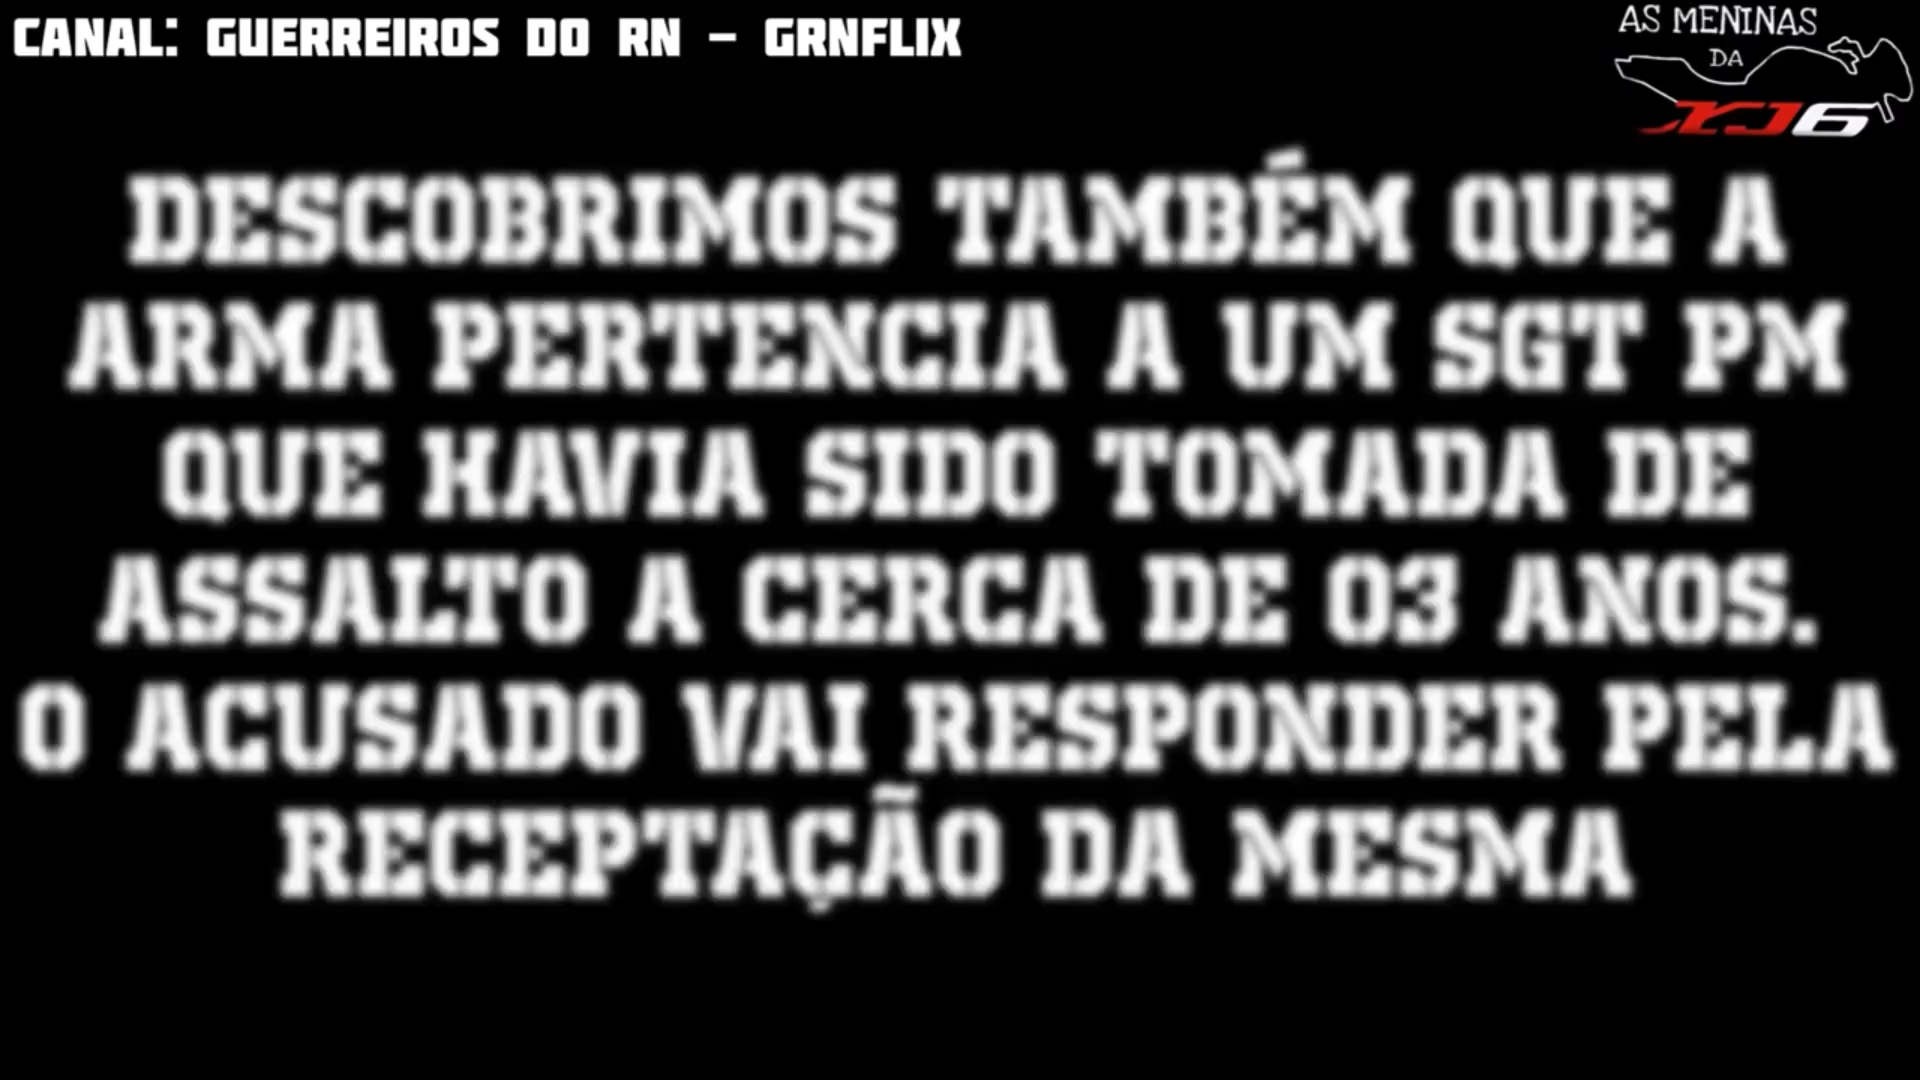 CANAL: GUERREIROS DO RN - GRNFLIX
AS MENINAS
DA
XJ6
DESCOBRIMOS TAMBÉM QUE A
ARMA PERTENCIA A UM SGT PM
QUE HAVIA SIDO TOMADA DE
ASSALTO A CERCA DE 03 ANOS.
O ACUSADO VAI RESPONDER PELA
RECEPTAÇÃO DA MESMA